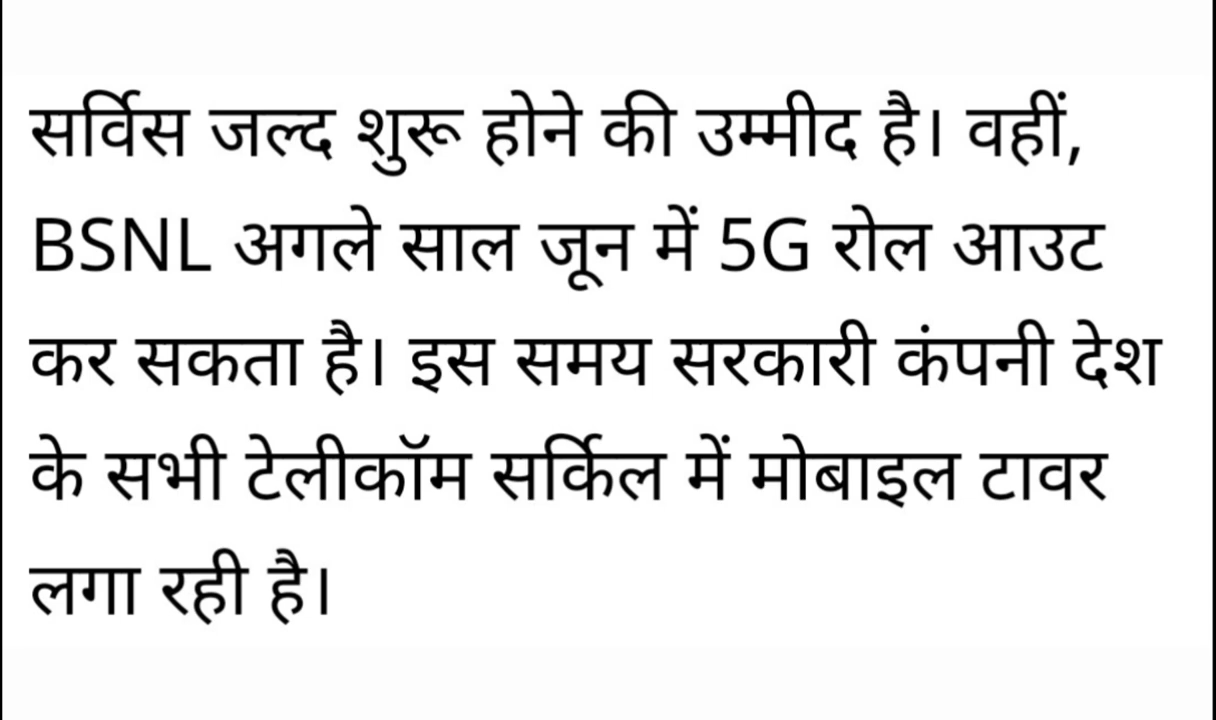 सर्विस जल्द शुरू होने की उम्मीद है। वहीं,
BSNL अगले साल जून में 5G रोल आउट
कर सकता है। इस समय सरकारी कंपनी देश
के सभी टेलीकॉम सर्किल में मोबाइल टावर
लगा रही है।